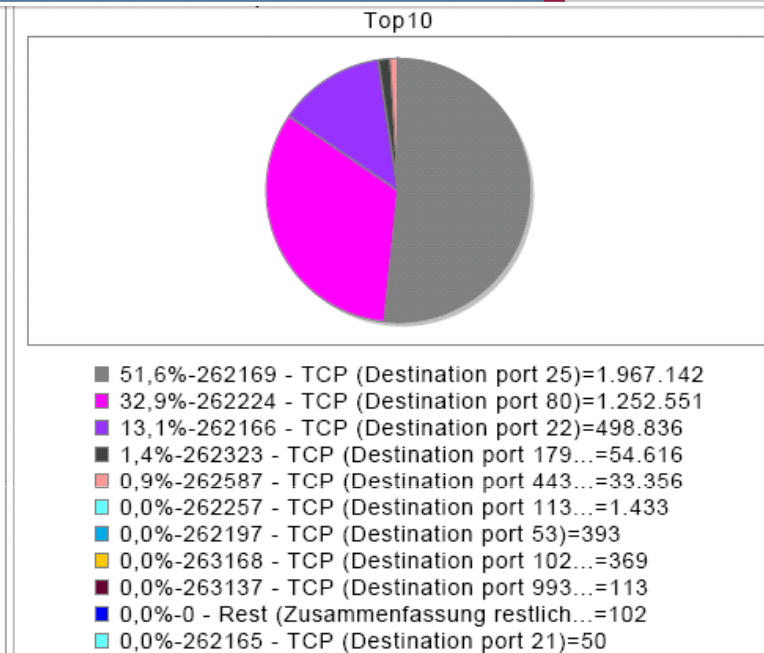 Top10
51,6%-262169 - TCP (Destination port 25)=1.967.142
32,9%-262224 - TCP (Destination port 80)=1.252.551
13,1%-262166 - TCP (Destination port 22)=498.836
1,4%-262323 - TCP (Destination port 179...=54.616
0,9%-262587 - TCP (Destination port 443...=33.356
0,0%-262257 - TCP (Destination port 113...=1.433
0,0%-262197 - TCP (Destination port 53)=393
0,0%-263168 - TCP (Destination port 102...=369
0,0%-263137 - TCP (Destination port 993...=113
0,0%-0 - Rest (Zusammenfassung restlich...=102
0,0%-262165 - TCP (Destination port 21)=50